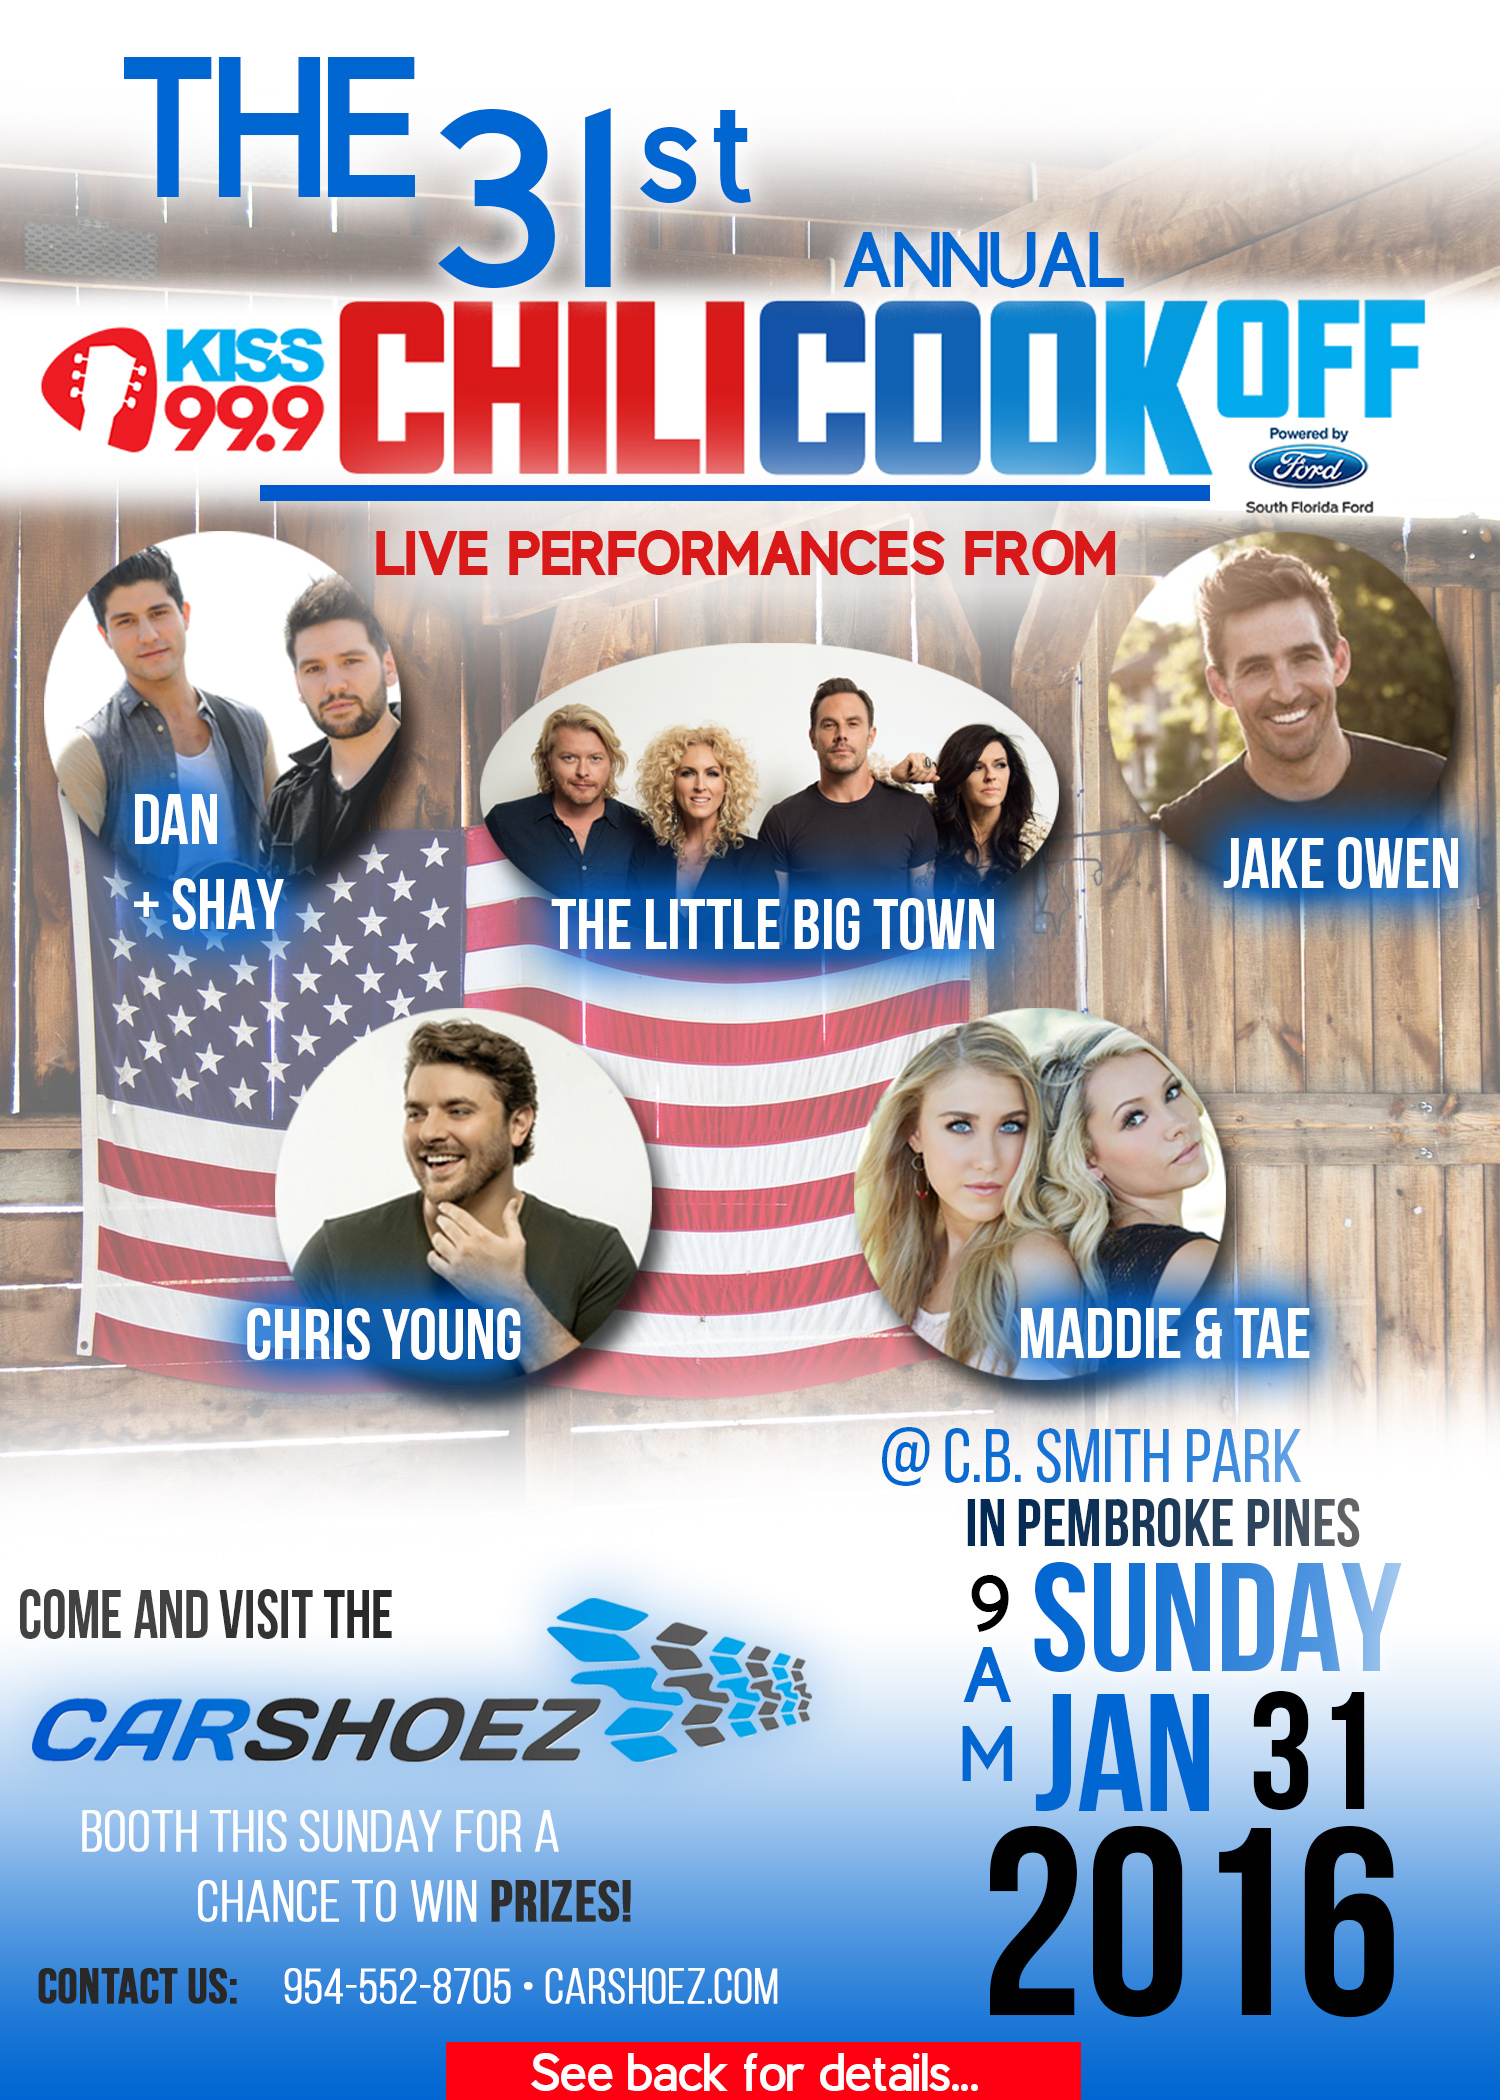 THE 31st
ANNUAL
KISS
99.9
CHILI COOK OFF
Powered by
Ford
South Florida Ford
LIVE PERFORMANCES FROM
DAN
+ SHAY
THE LITTLE BIG TOWN
JAKE OWEN
CHRIS YOUNG
MADDIE & TAE
@ C.B. SMITH PARK
IN PEMBROKE PINES
9 AM
SUNDAY
JAN 31
2016
COME AND VISIT THE
CARSHOEZ
BOOTH THIS SUNDAY FOR A
CHANCE TO WIN PRIZES!
CONTACT US: 954-552-8705 • CARSHOEZ.COM
See back for details...